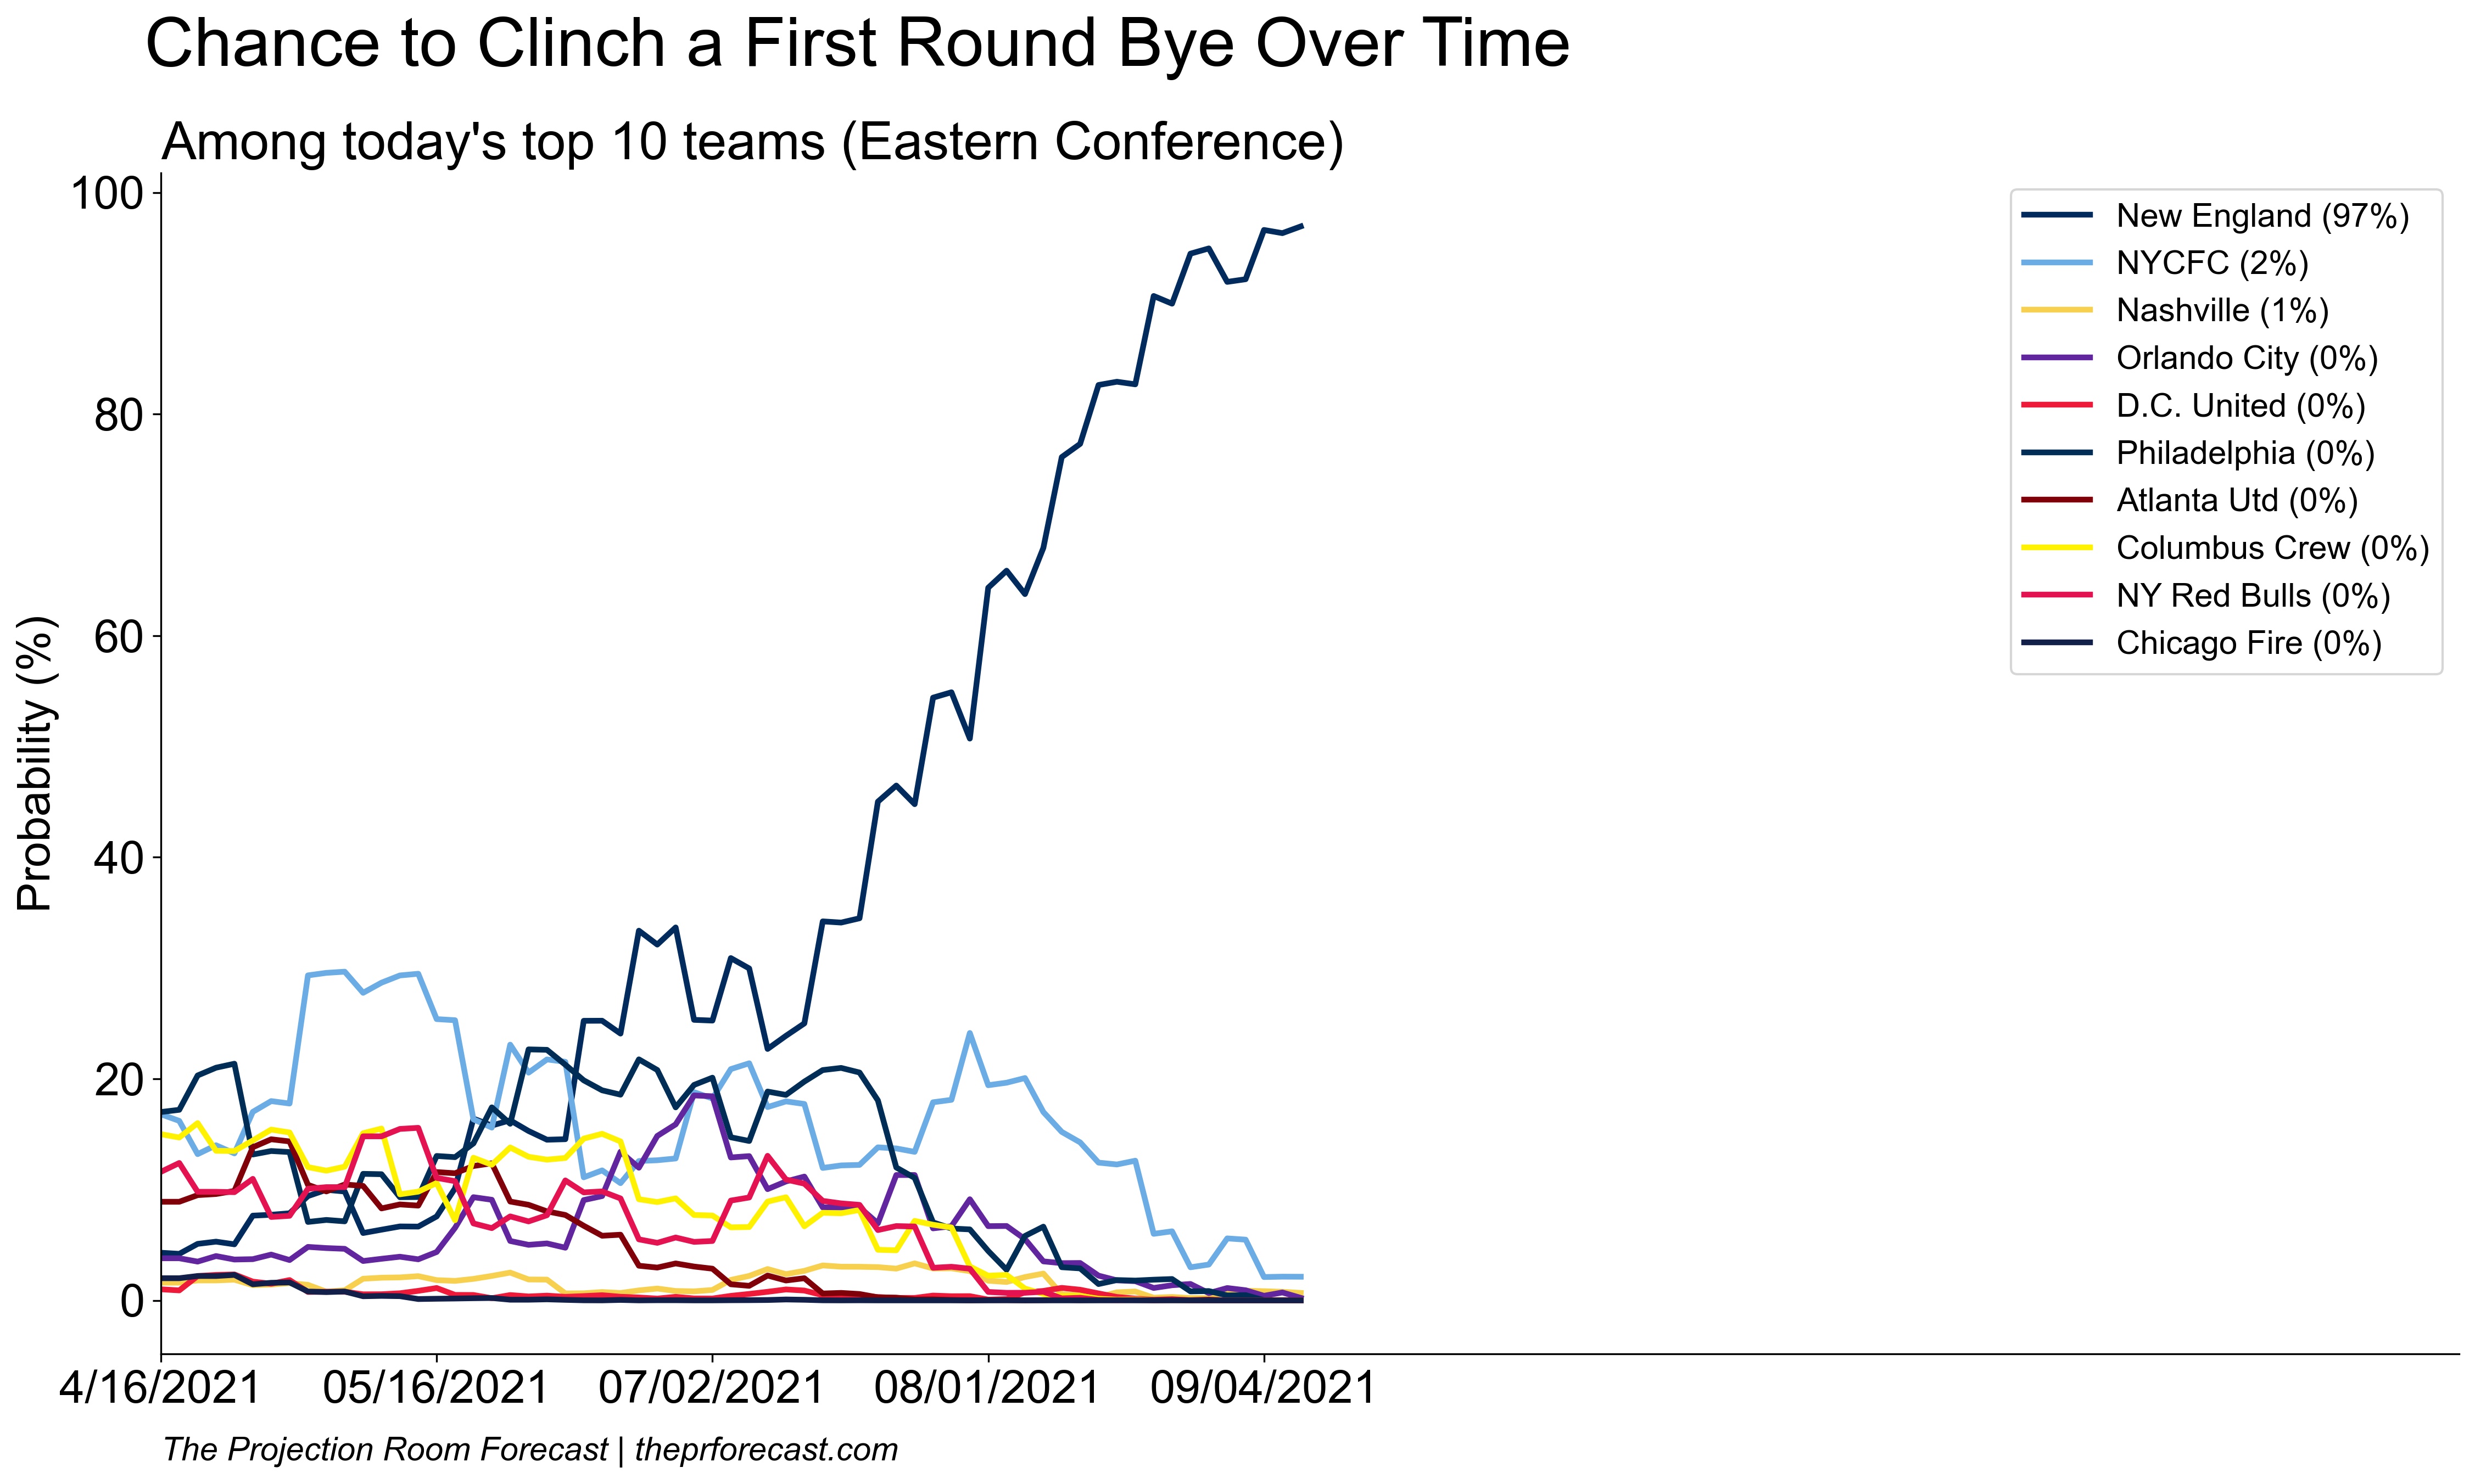 Chance to Clinch a First Round Bye Over Time
Among today's top 10 teams (Eastern Conference)
Probability (%)
100
80
60
40
20
0
New England (97%)
NYCFC (2%)
Nashville (1%)
Orlando City (0%)
D.C. United (0%)
Philadelphia (0%)
Atlanta Utd (0%)
Columbus Crew (0%)
NY Red Bulls (0%)
Chicago Fire (0%)
4/16/2021 05/16/2021 07/02/2021 08/01/2021 09/04/2021
The Projection Room Forecast | theprforecast.com